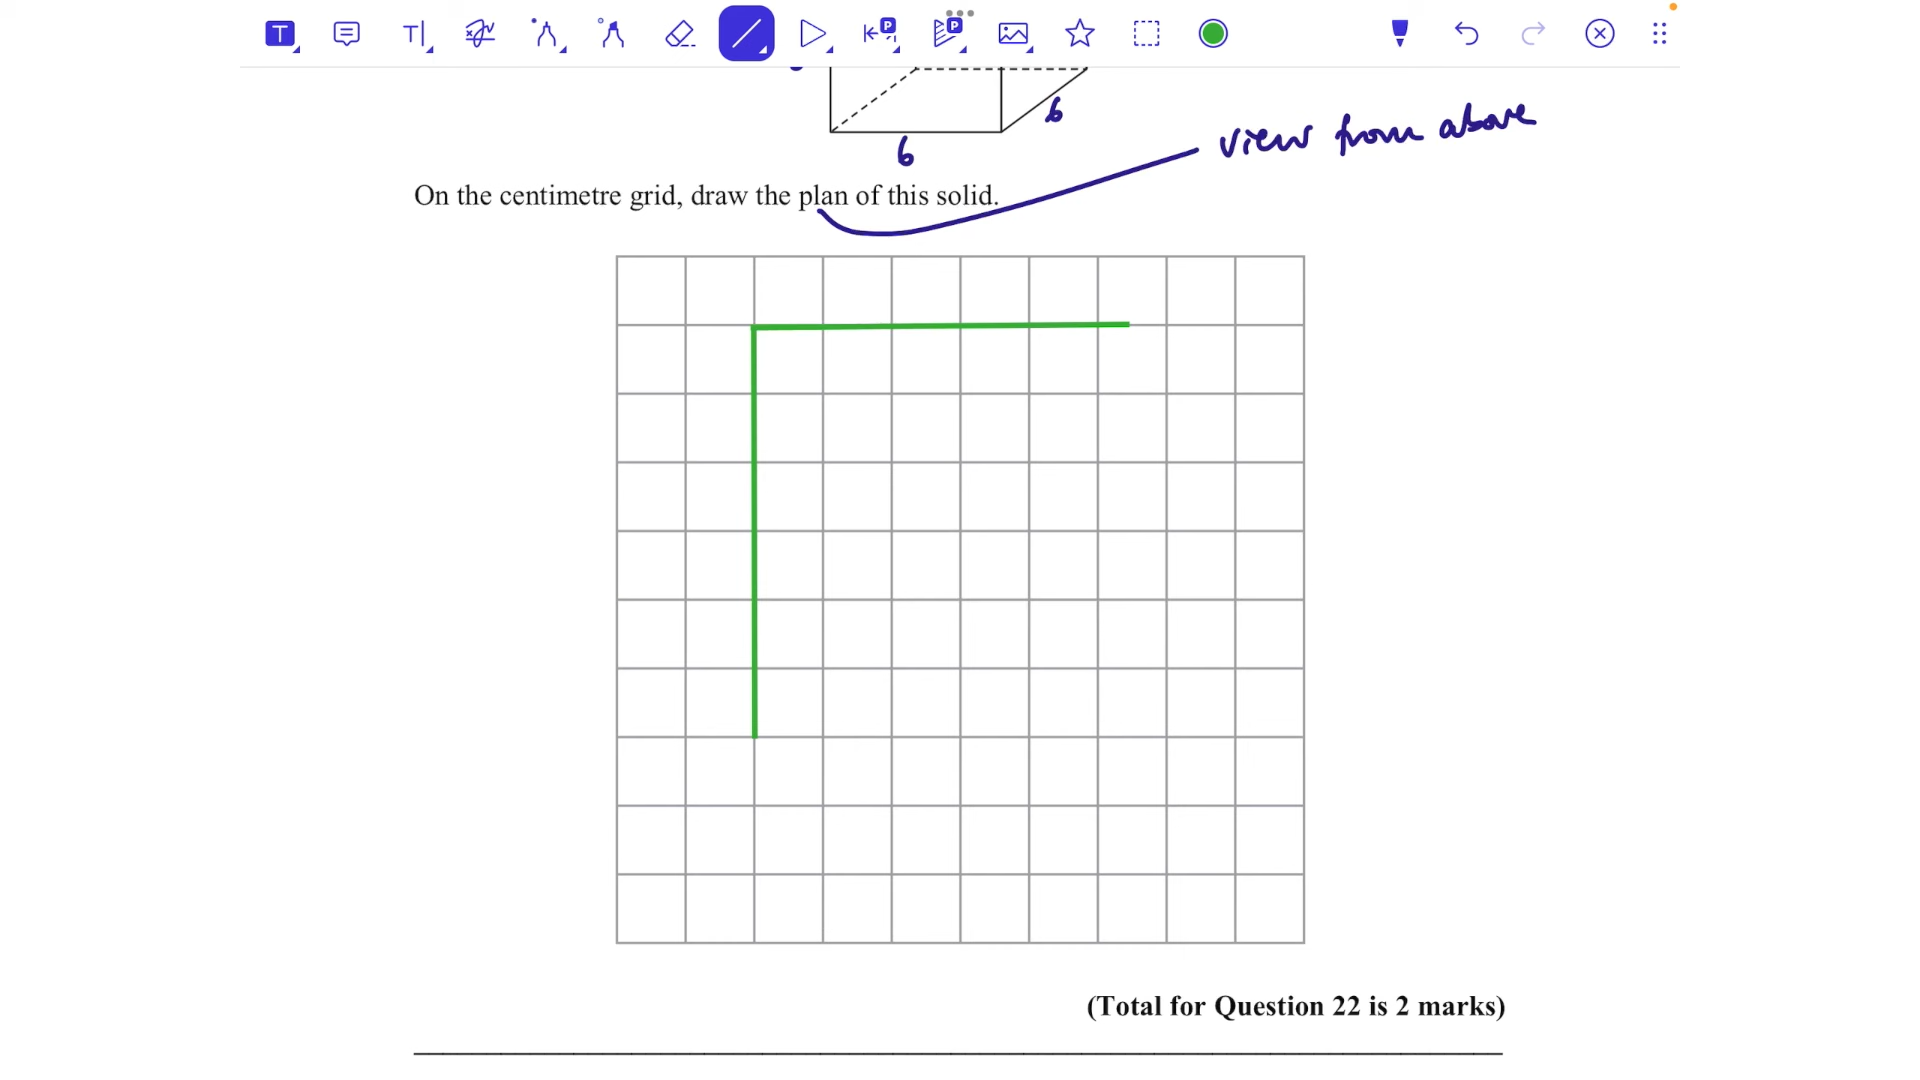 T
T
P
P
6
view from above
6
On the centimetre grid, draw the plan of this solid.
(Total for Question 22 is 2 marks)